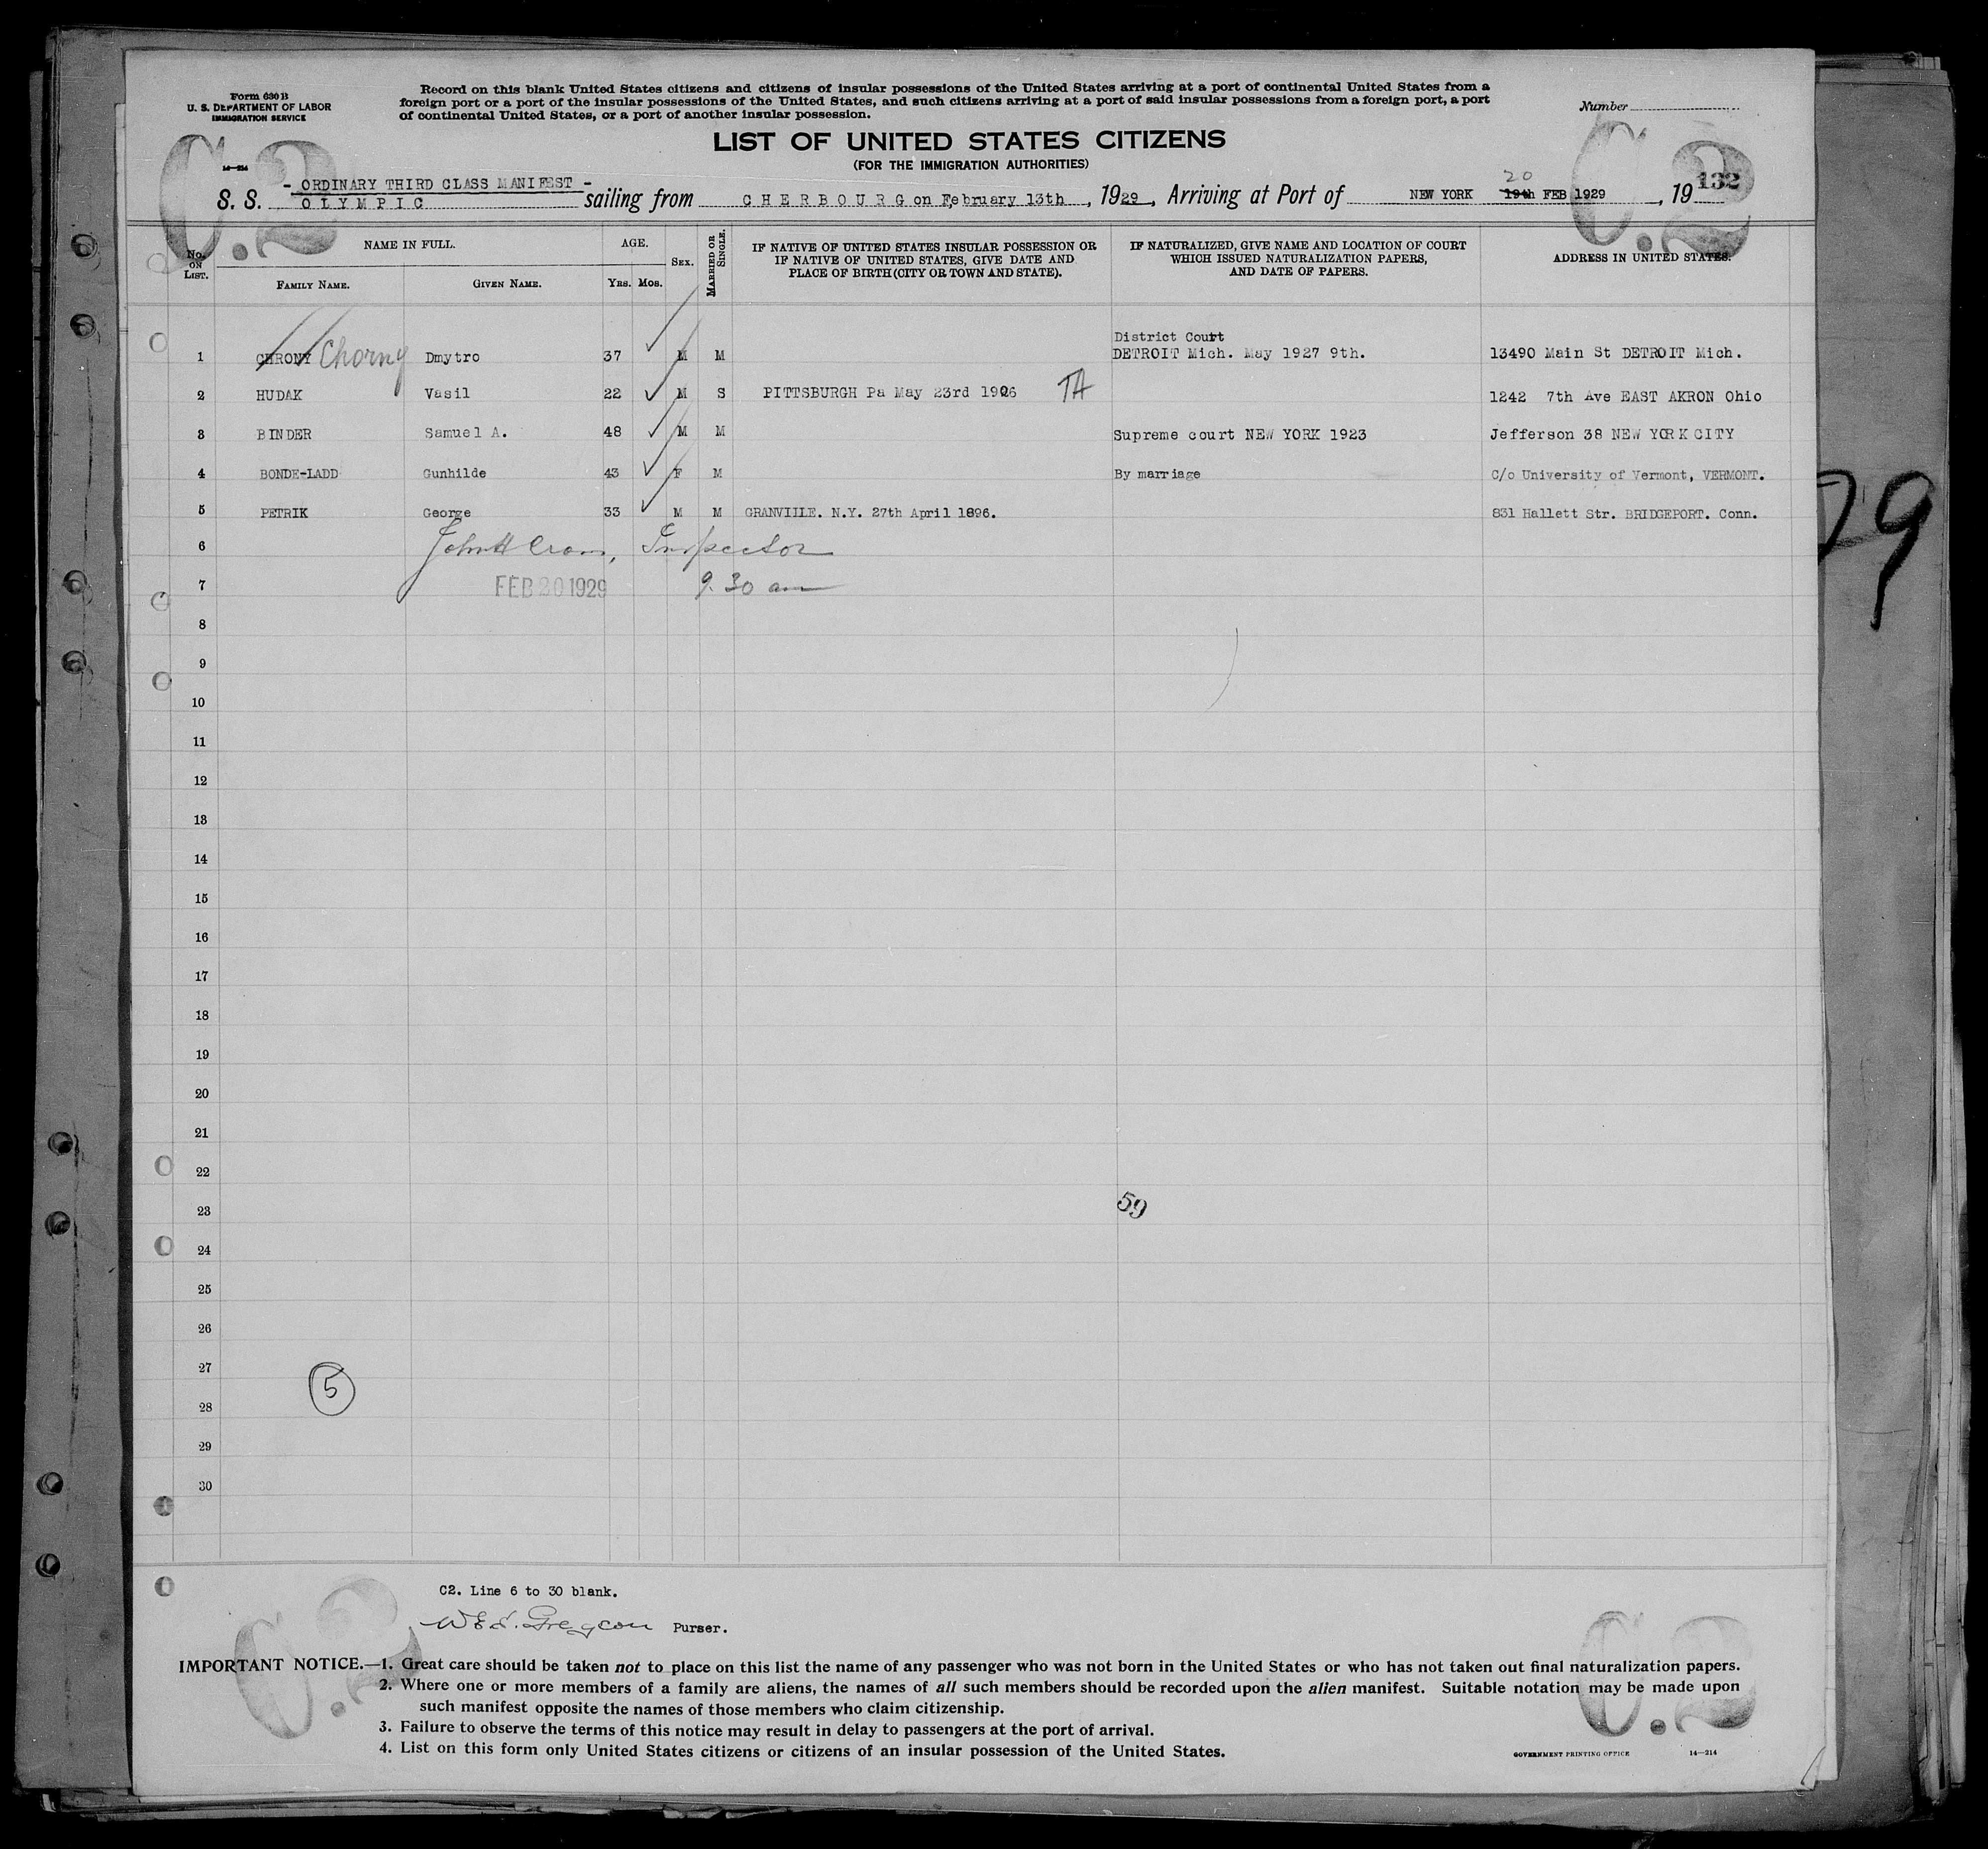 Form 630 B
U. S. DEPARTMENT OF LABOR
IMMIGRATION SERVICE
14—214
Record on this blank United States citizens and citizens of insular possessions of the United States arriving at a port of continental United States from a
foreign port or a port of the insular possessions of the United States, and such citizens arriving at a port of said insular possessions from a foreign port, a port
of continental United States, or a port of another insular possession.
Number
LIST OF UNITED STATES CITIZENS
(FOR THE IMMIGRATION AUTHORITIES)
C.2 C.2
132
- ORDINARY THIRD CLASS MANIFEST - 20
S. S. OLYMPIC sailing from CHERBOURG on February 13th, 1929, Arriving at Port of NEW YORK 19th FEB 1929, 19
No. ON LIST. NAME IN FULL. AGE. SEX. MARRIED OR SINGLE. IF NATIVE OF UNITED STATES INSULAR POSSESSION OR IF NATIVE OF UNITED STATES, GIVE DATE AND PLACE OF BIRTH (CITY OR TOWN AND STATE). IF NATURALIZED, GIVE NAME AND LOCATION OF COURT WHICH ISSUED NATURALIZATION PAPERS, AND DATE OF PAPERS. ADDRESS IN UNITED STATES.
FAMILY NAME. GIVEN NAME. YRS. MOS.
District Court
1 CHRONY Chorny Dmytro 37 M M DETROIT Mich. May 1927 9th. 13490 Main St DETROIT Mich.
2 HUDAK Vasil 22 M S PITTSBURGH Pa May 23rd 1906 TA 1242 7th Ave EAST AKRON Ohio
3 BINDER Samuel A. 48 M M Supreme court NEW YORK 1923 Jefferson 38 NEW YORK CITY
4 BONDE-LADD Gunhilde 43 F M By marriage C/o University of Vermont, VERMONT.
5 PETRIK George 33 M M GRANVIILE. N.Y. 27th April 1896. 831 Hallett Str. BRIDGEPORT. Conn.
6 John H Inspector
7 FEB 20 1929 9.30 am
8
9
10
11
12
13
14
15
16
17
18
19
20
21
22
23 59
24
25
26
27
5
28
29
30
29
C2. Line 6 to 30 blank.
Purser.
C.2 C.2
IMPORTANT NOTICE.—1. Great care should be taken not to place on this list the name of any passenger who was not born in the United States or who has not taken out final naturalization papers.
2. Where one or more members of a family are aliens, the names of all such members should be recorded upon the alien manifest. Suitable notation may be made upon
such manifest opposite the names of those members who claim citizenship.
3. Failure to observe the terms of this notice may result in delay to passengers at the port of arrival.
4. List on this form only United States citizens or citizens of an insular possession of the United States.
GOVERNMENT PRINTING OFFICE 14—214